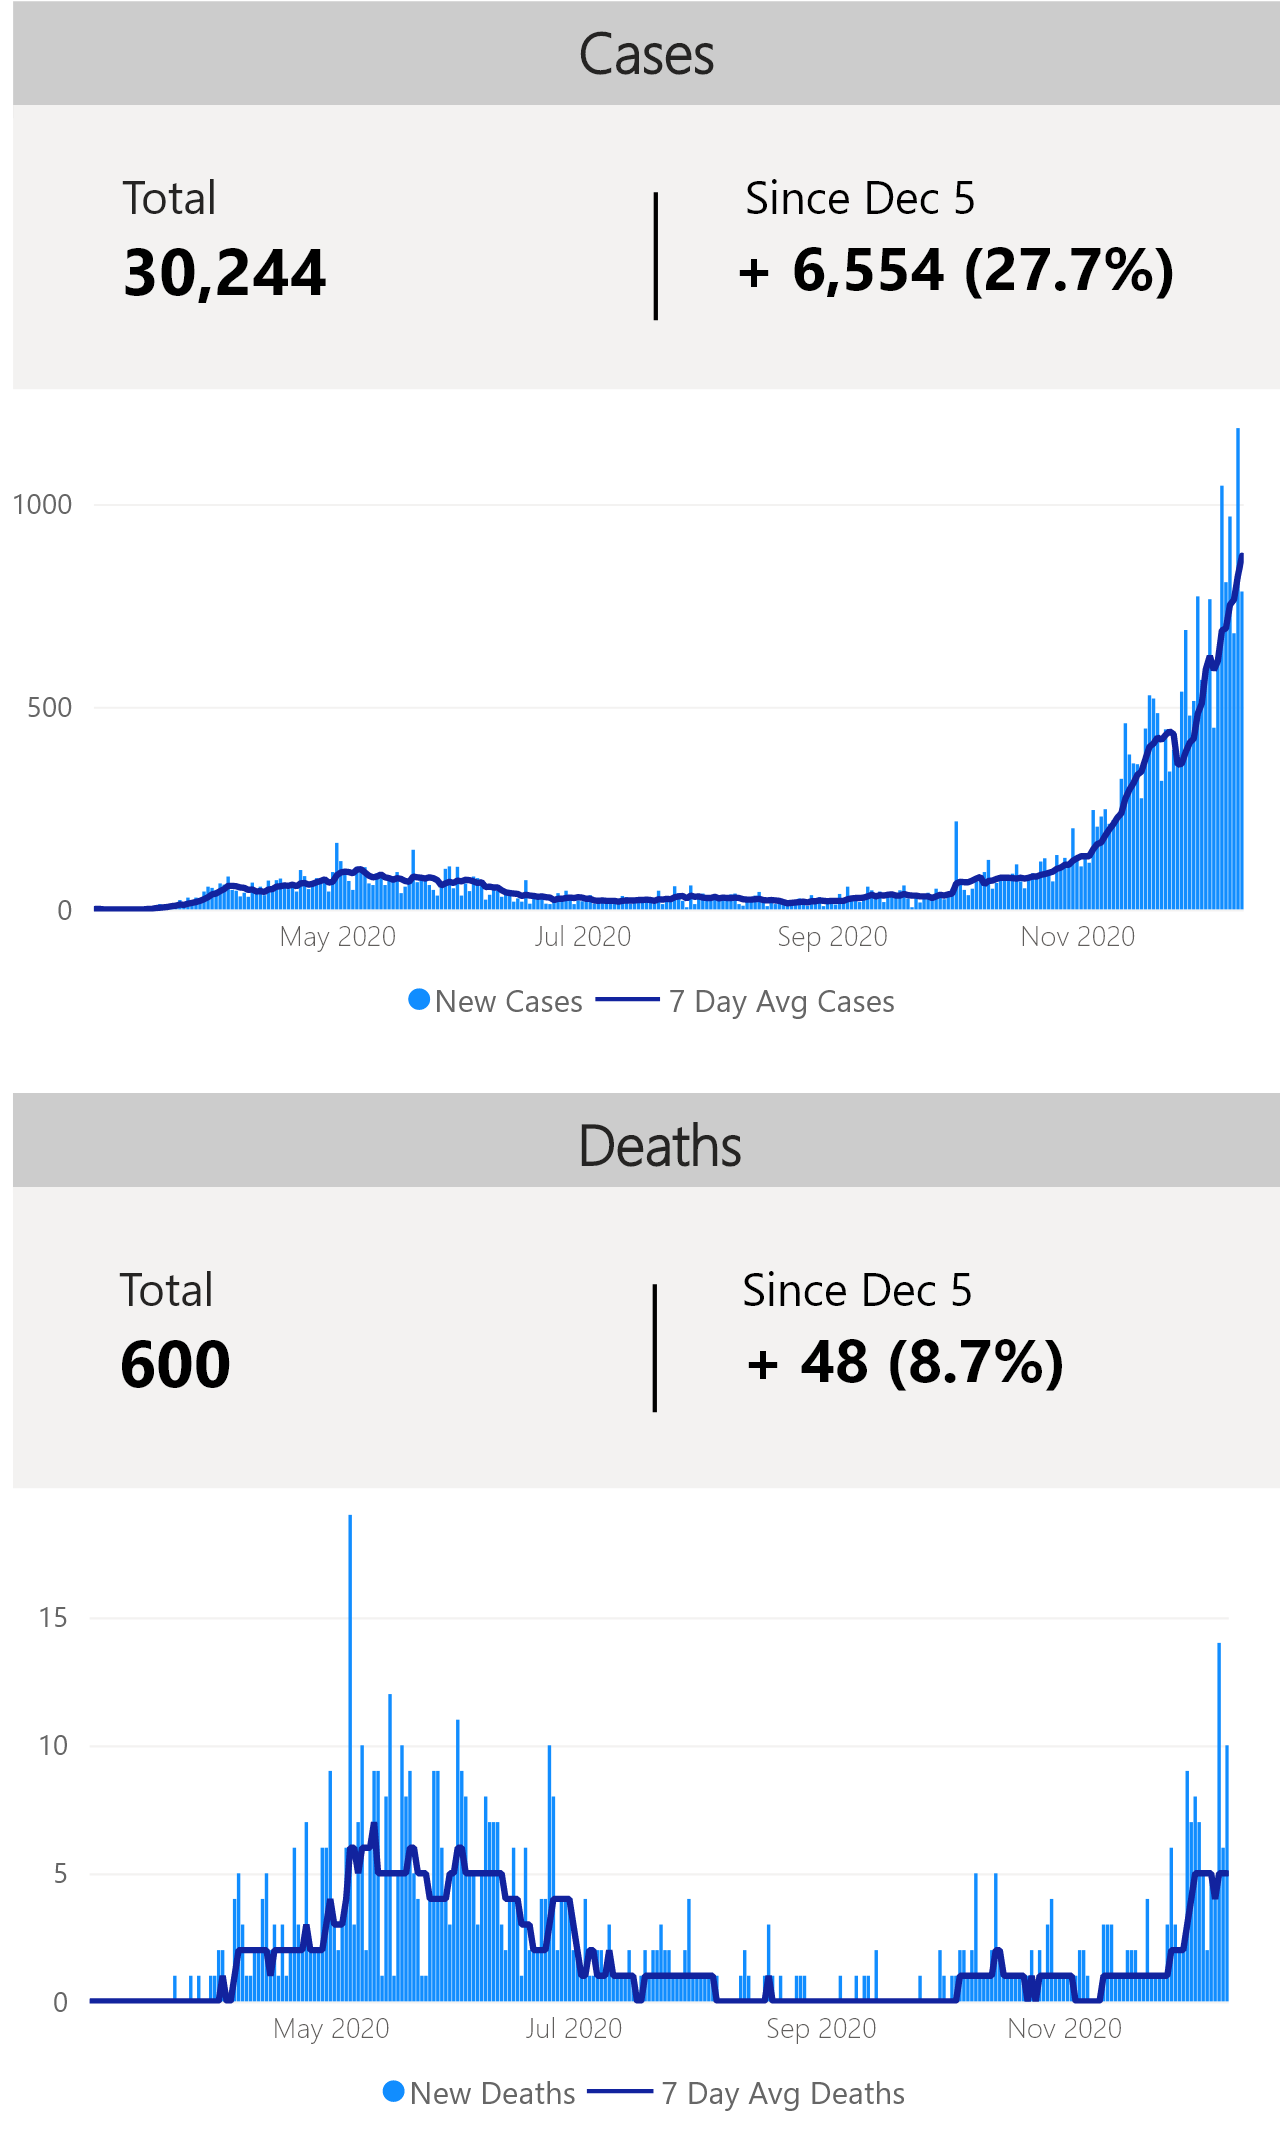 Cases
Total
30,244
Since Dec 5
+ 6,554 (27.7%)
1000
500
0
May 2020 Jul 2020 Sep 2020 Nov 2020
New Cases 7 Day Avg Cases
Deaths
Total
600
Since Dec 5
+ 48 (8.7%)
15
10
5
0
May 2020 Jul 2020 Sep 2020 Nov 2020
New Deaths 7 Day Avg Deaths